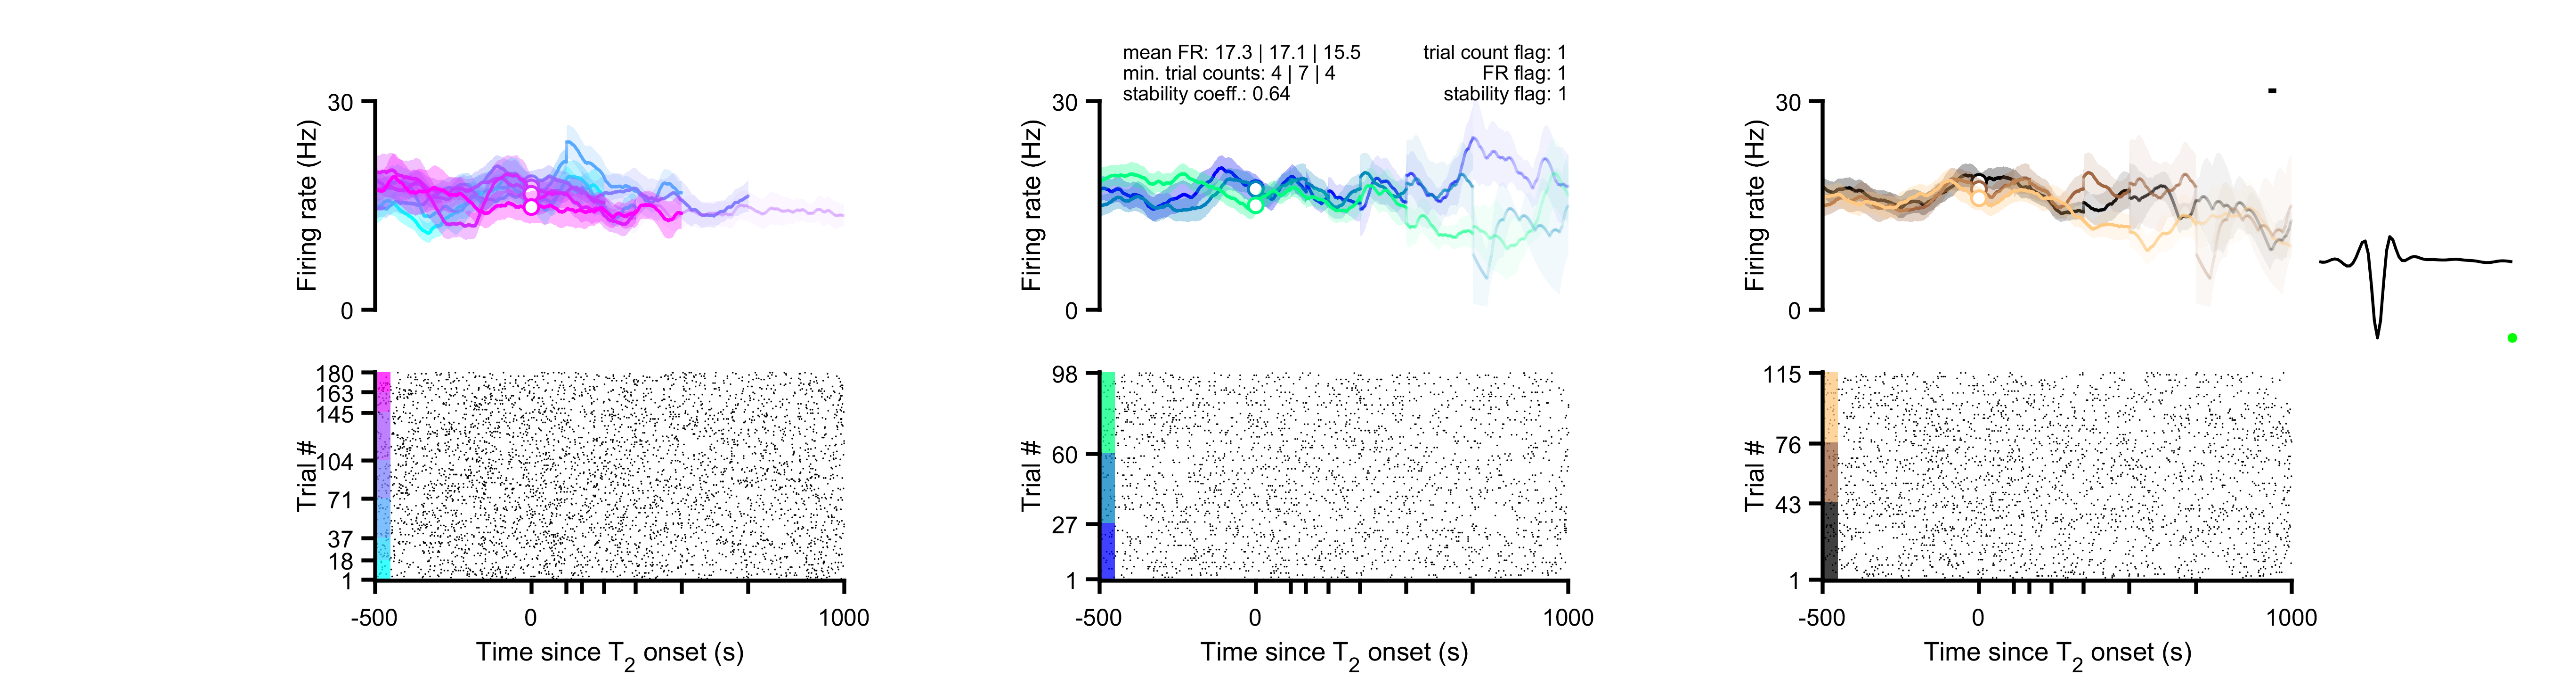 mean FR: 17.3 | 17.1 | 15.5
min. trial counts: 4 | 7 | 4
stability coeff.: 0.64
trial count flag: 1
FR flag: 1
stability flag: 1
30
Firing rate (Hz)
0
30
Firing rate (Hz)
0
30
Firing rate (Hz)
0
180
163
145
104
71
37
18
1
Trial #
-500
0
1000
Time since T2 onset (s)
98
60
27
1
Trial #
-500
0
1000
Time since T2 onset (s)
115
76
43
1
Trial #
-500
0
1000
Time since T2 onset (s)